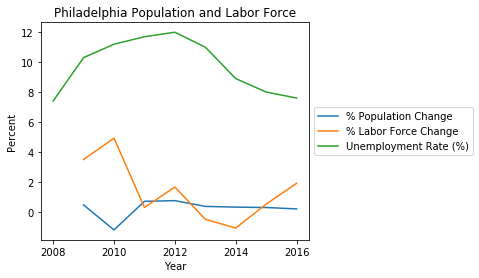 Philadelphia Population and Labor Force
12
10
8
6
4
2
0
Percent
2008 2010 2012 2014 2016
Year
% Population Change
% Labor Force Change
Unemployment Rate (%)